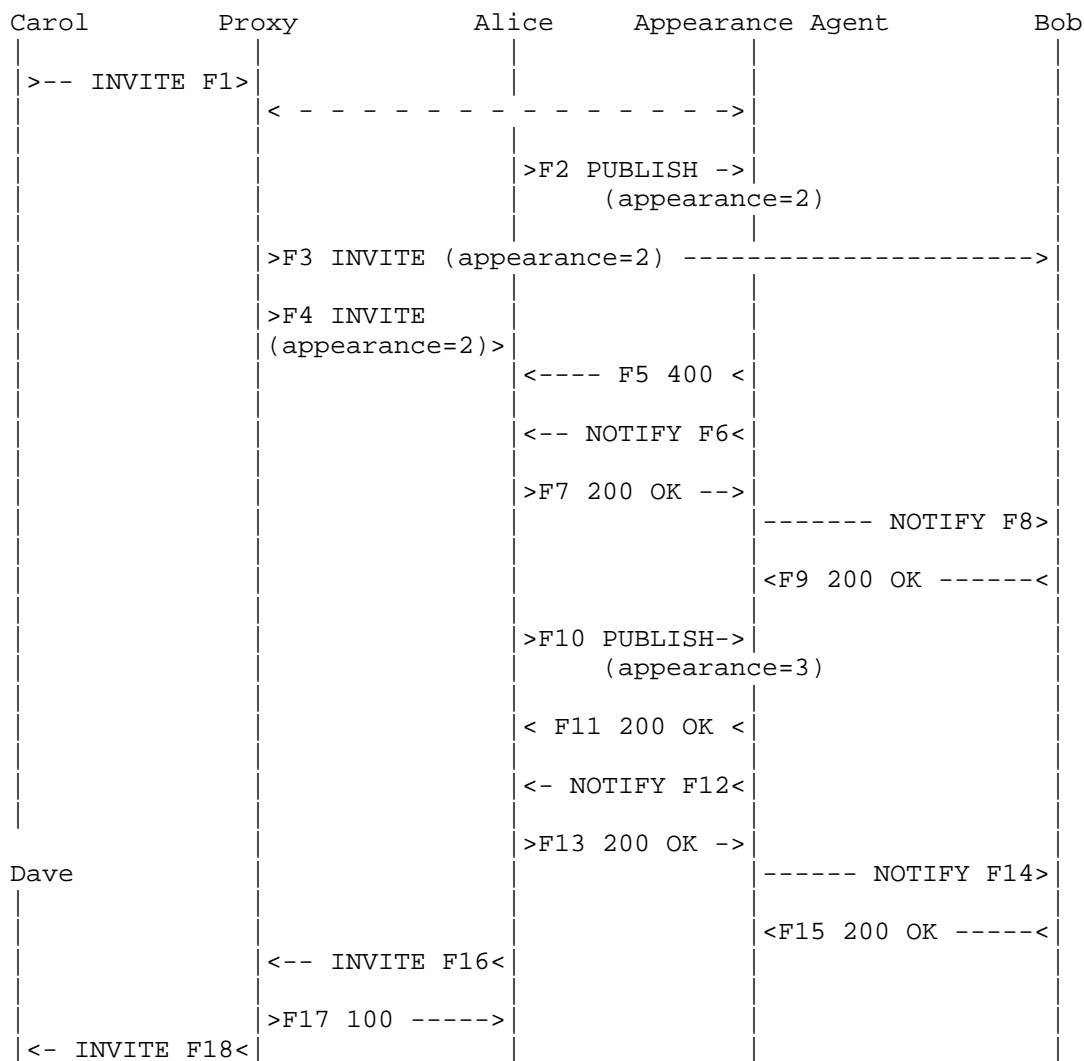 Carol Proxy Alice Appearance Agent Bob
>-- INVITE F1>
< - - - - - - - - - - - - - - ->
>F2 PUBLISH ->
(appearance=2)
>F3 INVITE (appearance=2) ---------------------->
>F4 INVITE
(appearance=2)>
<---- F5 400 <
<-- NOTIFY F6<
>F7 200 OK -->
------- NOTIFY F8>
<F9 200 OK ------<
>F10 PUBLISH->
(appearance=3)
< F11 200 OK <
<- NOTIFY F12<
>F13 200 OK ->
Dave ------ NOTIFY F14>
<F15 200 OK -----<
<-- INVITE F16<
>F17 100 ----->
<- INVITE F18<